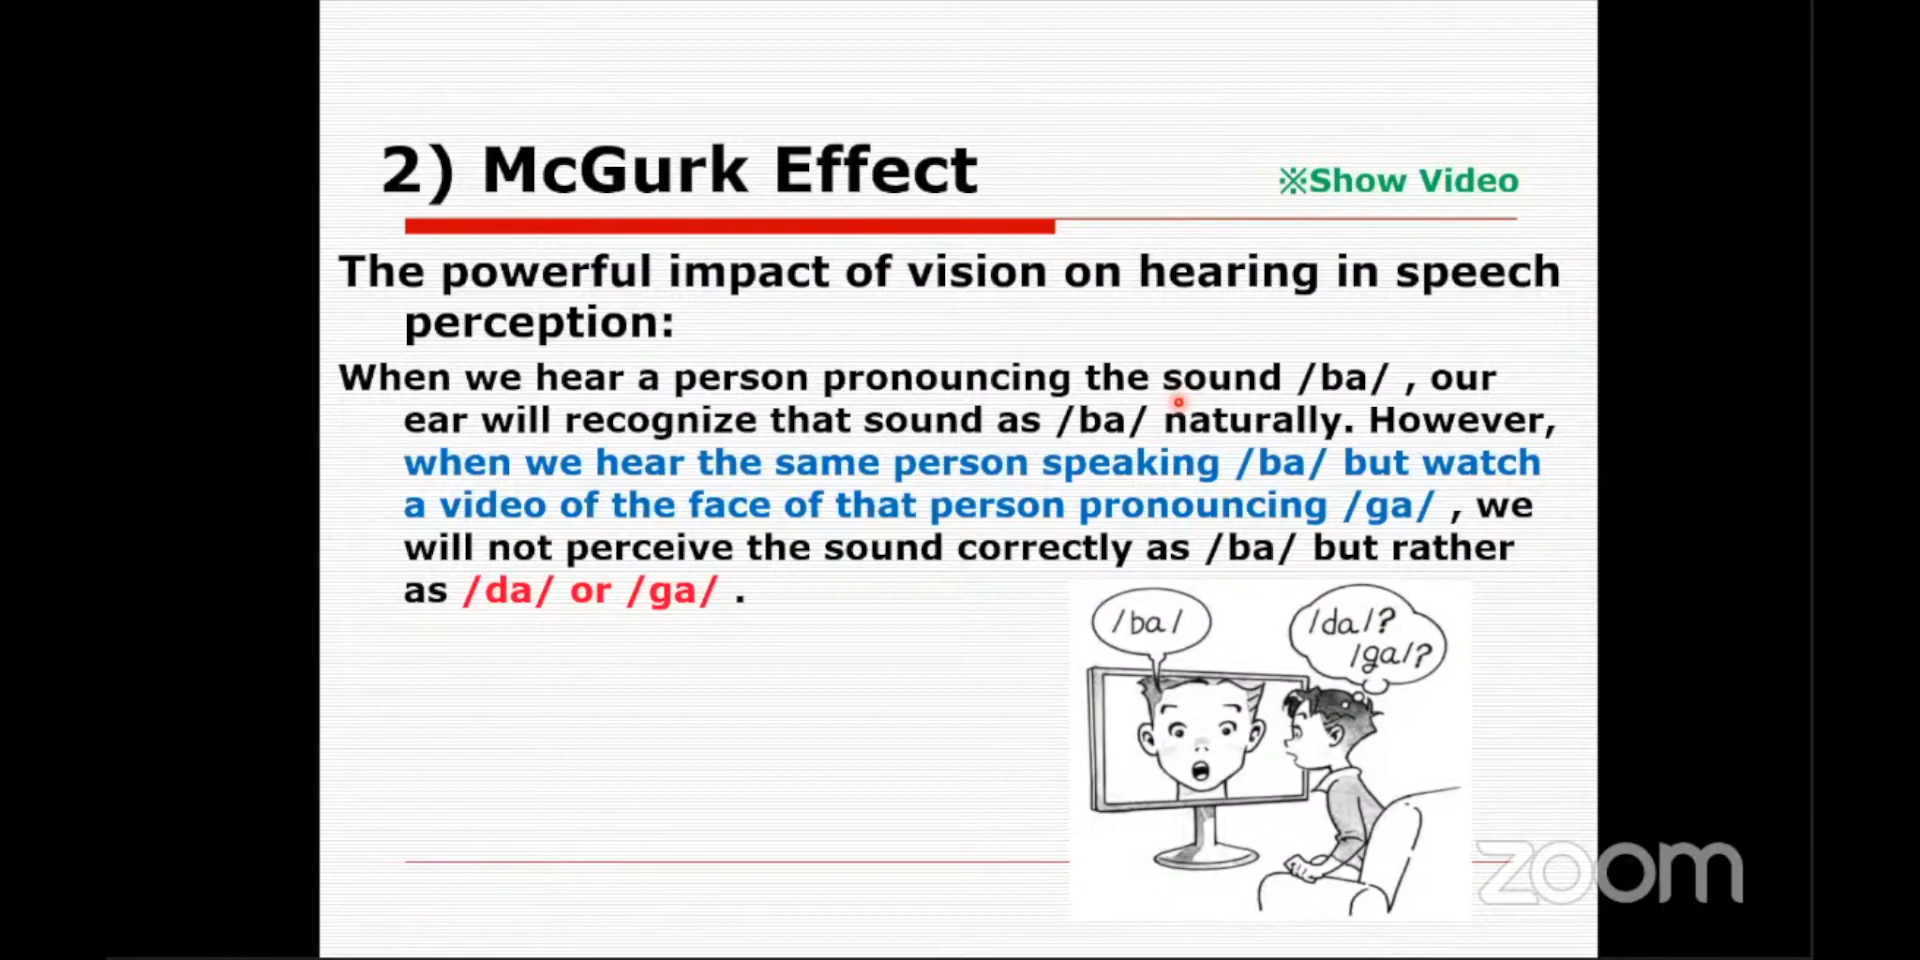 2) McGurk Effect
※Show Video
The powerful impact of vision on hearing in speech
perception:
When we hear a person pronouncing the sound /ba/ , our
ear will recognize that sound as /ba/ naturally. However,
when we hear the same person speaking /ba/ but watch
a video of the face of that person pronouncing /ga/ , we
will not perceive the sound correctly as /ba/ but rather
as /da/ or /ga/ .
/ba/
/da/?
/ga/?
zoom